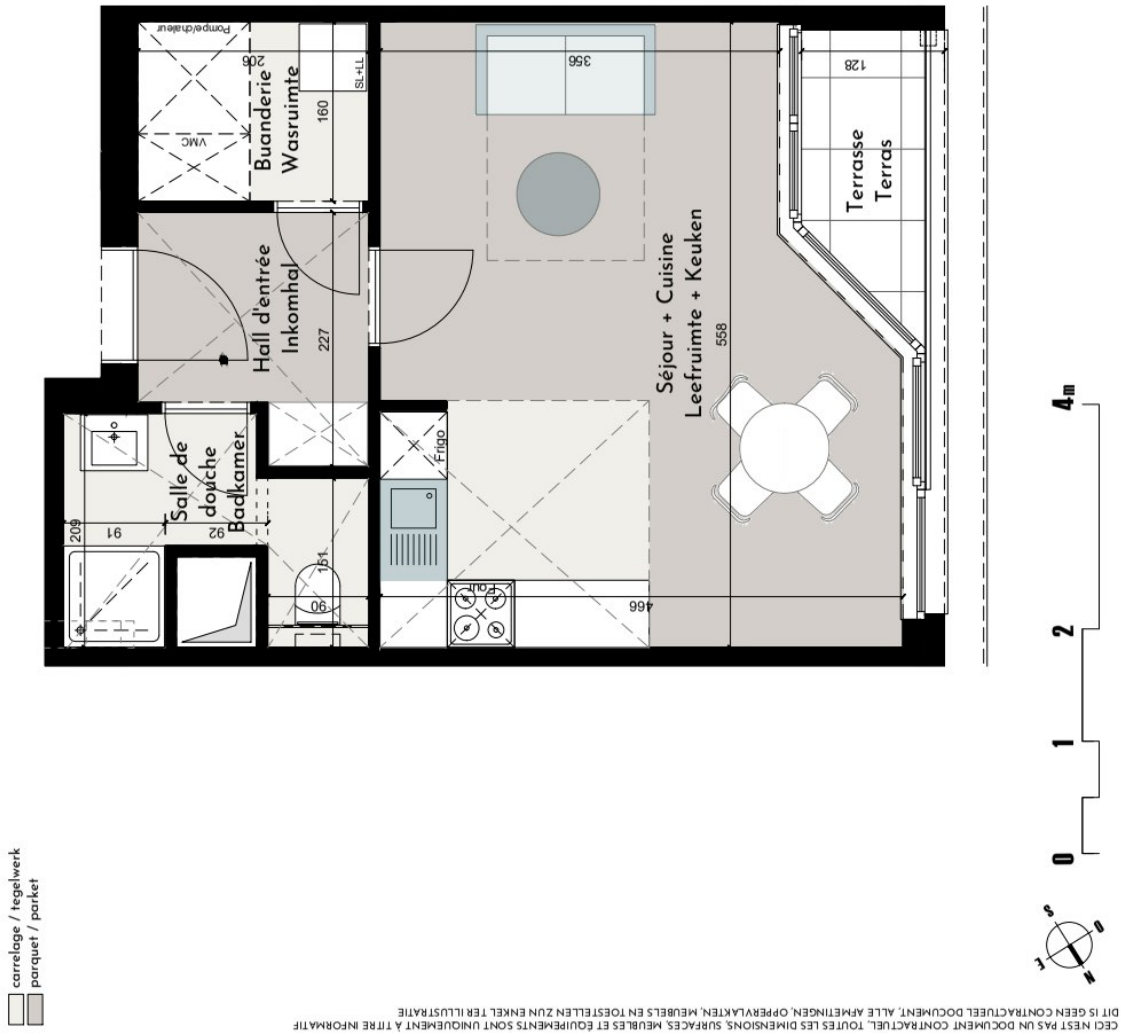 Pompe/chaleur
206
VMC
Buanderie
Wasruimte
160
SL+LL
356
128
Terrasse
Terras
Hall d'entrée
Inkomhal
227
Séjour + Cuisine
Leefruimte + Keuken
558
Frigo
Salle de
douche
Badkamer
209
91
92
151
90
Four
466
0
1
2
4m
S
O
E
N
carrelage / tegelwerk
parquet / parket
CECI N'EST PAS UN DOCUMENT CONTRACTUEL, TOUTES LES DIMENSIONS, SURFACES, MEUBLES ET ÉQUIPEMENTS SONT UNIQUEMENT À TITRE INFORMATIF
DIT IS GEEN CONTRACTUEEL DOCUMENT, ALLE AFMETINGEN, OPPERVLAKTEN, MEUBELS EN TOESTELLEN ZIJN ENKEL TER ILLUSTRATIE